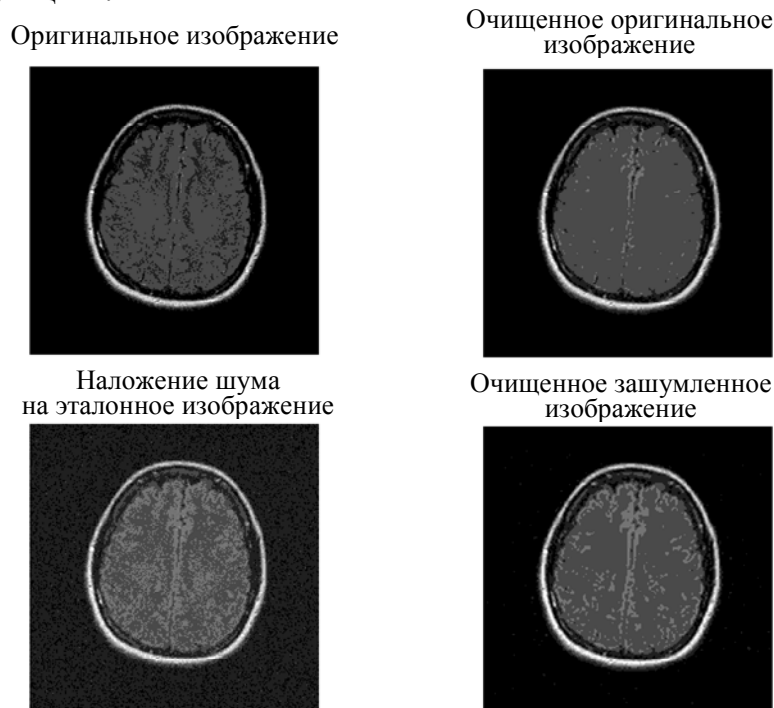 Оригинальное изображение
Очищенное оригинальное
изображение
Наложение шума
на эталонное изображение
Очищенное зашумленное
изображение